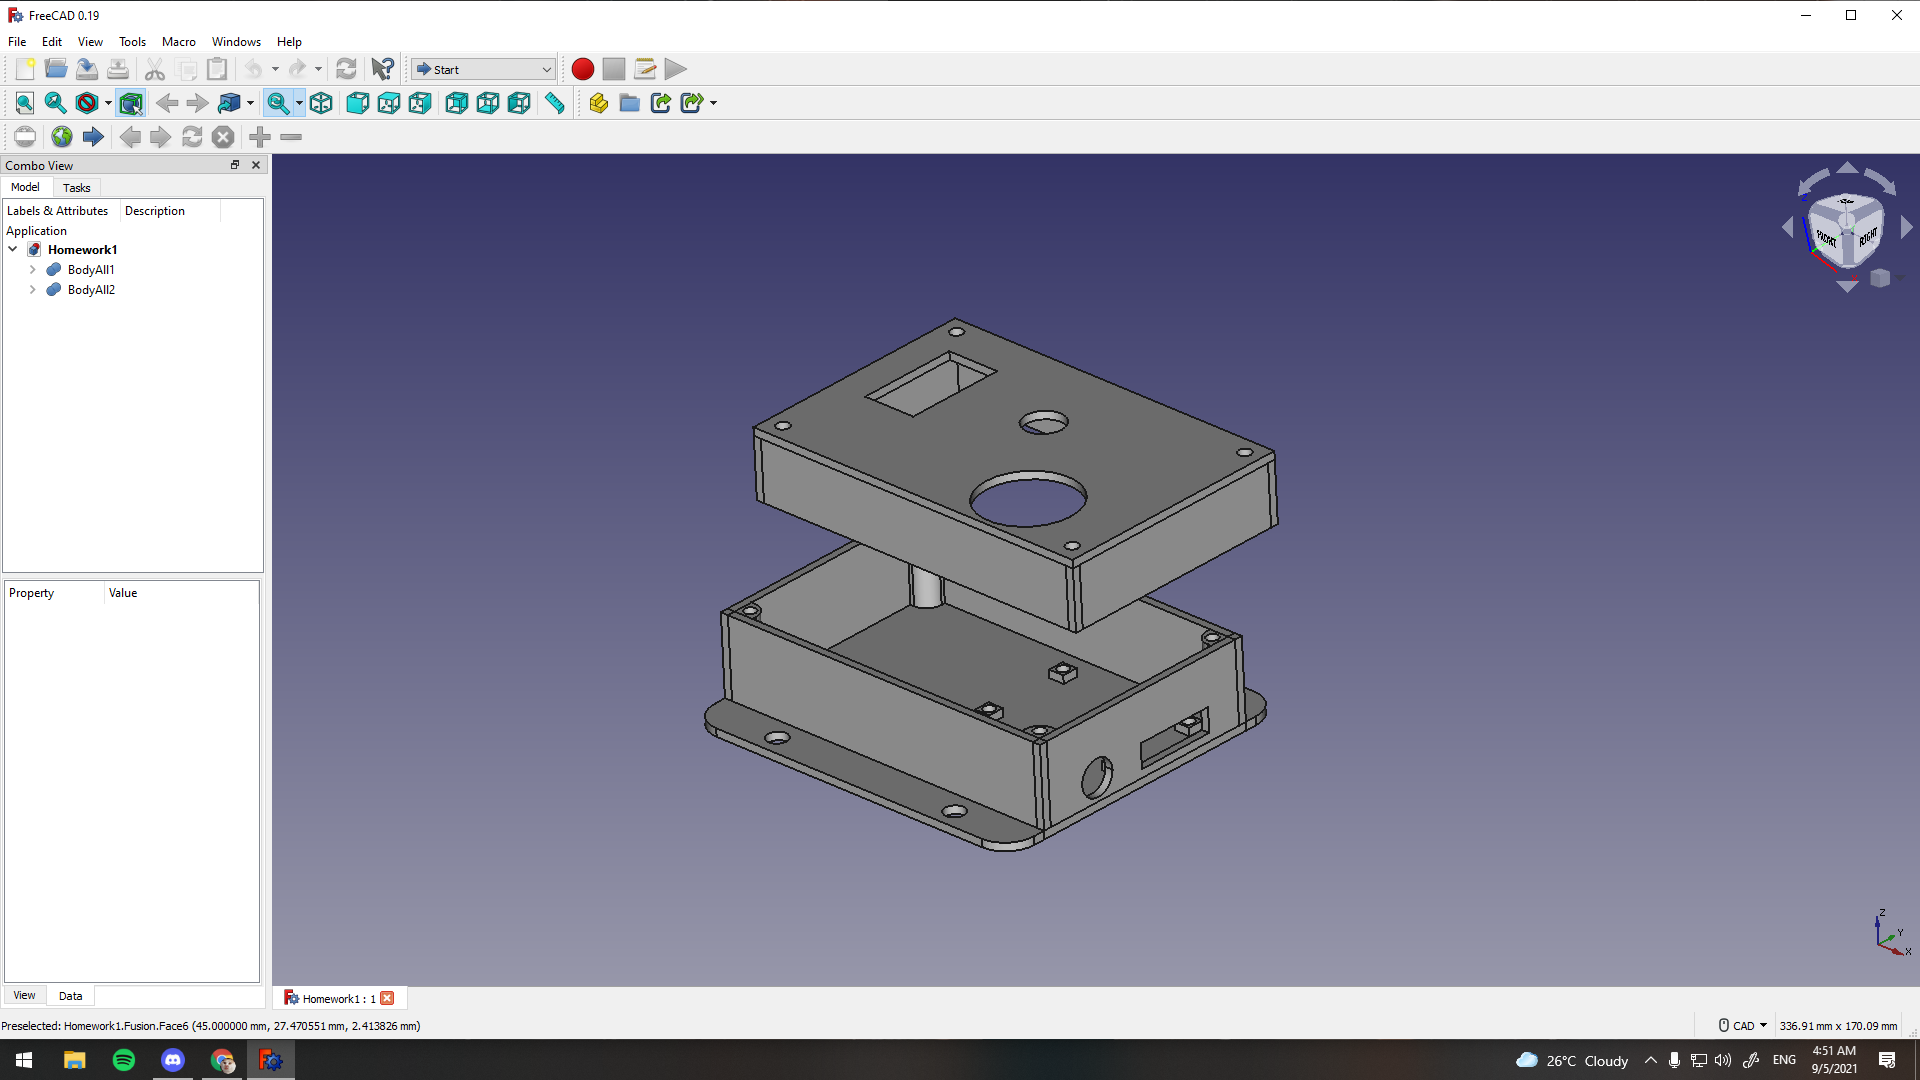 FreeCAD 0.19
File Edit View Tools Macro Windows Help
Start
Combo View
Model Tasks
Labels & Attributes Description
Application
Homework1
BodyAll1
BodyAll2
Property Value
View Data
FRONT RIGHT
Z
Y
X
Homework1 : 1
Preselected: Homework1.Fusion.Face6 (45.000000 mm, 27.470551 mm, 2.413826 mm)
CAD 336.91 mm x 170.09 mm
26°C Cloudy ENG 4:51 AM
9/5/2021